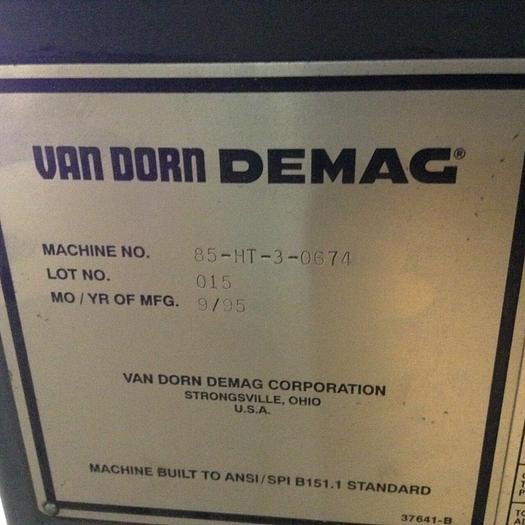 VAN DORN DEMAG®
MACHINE NO. 85-HT-3-0674
LOT NO. 015
MO / YR OF MFG. 9/95
VAN DORN DEMAG CORPORATION
STRONGSVILLE, OHIO
U.S.A.
MACHINE BUILT TO ANSI/SPI B151.1 STANDARD
37641-B